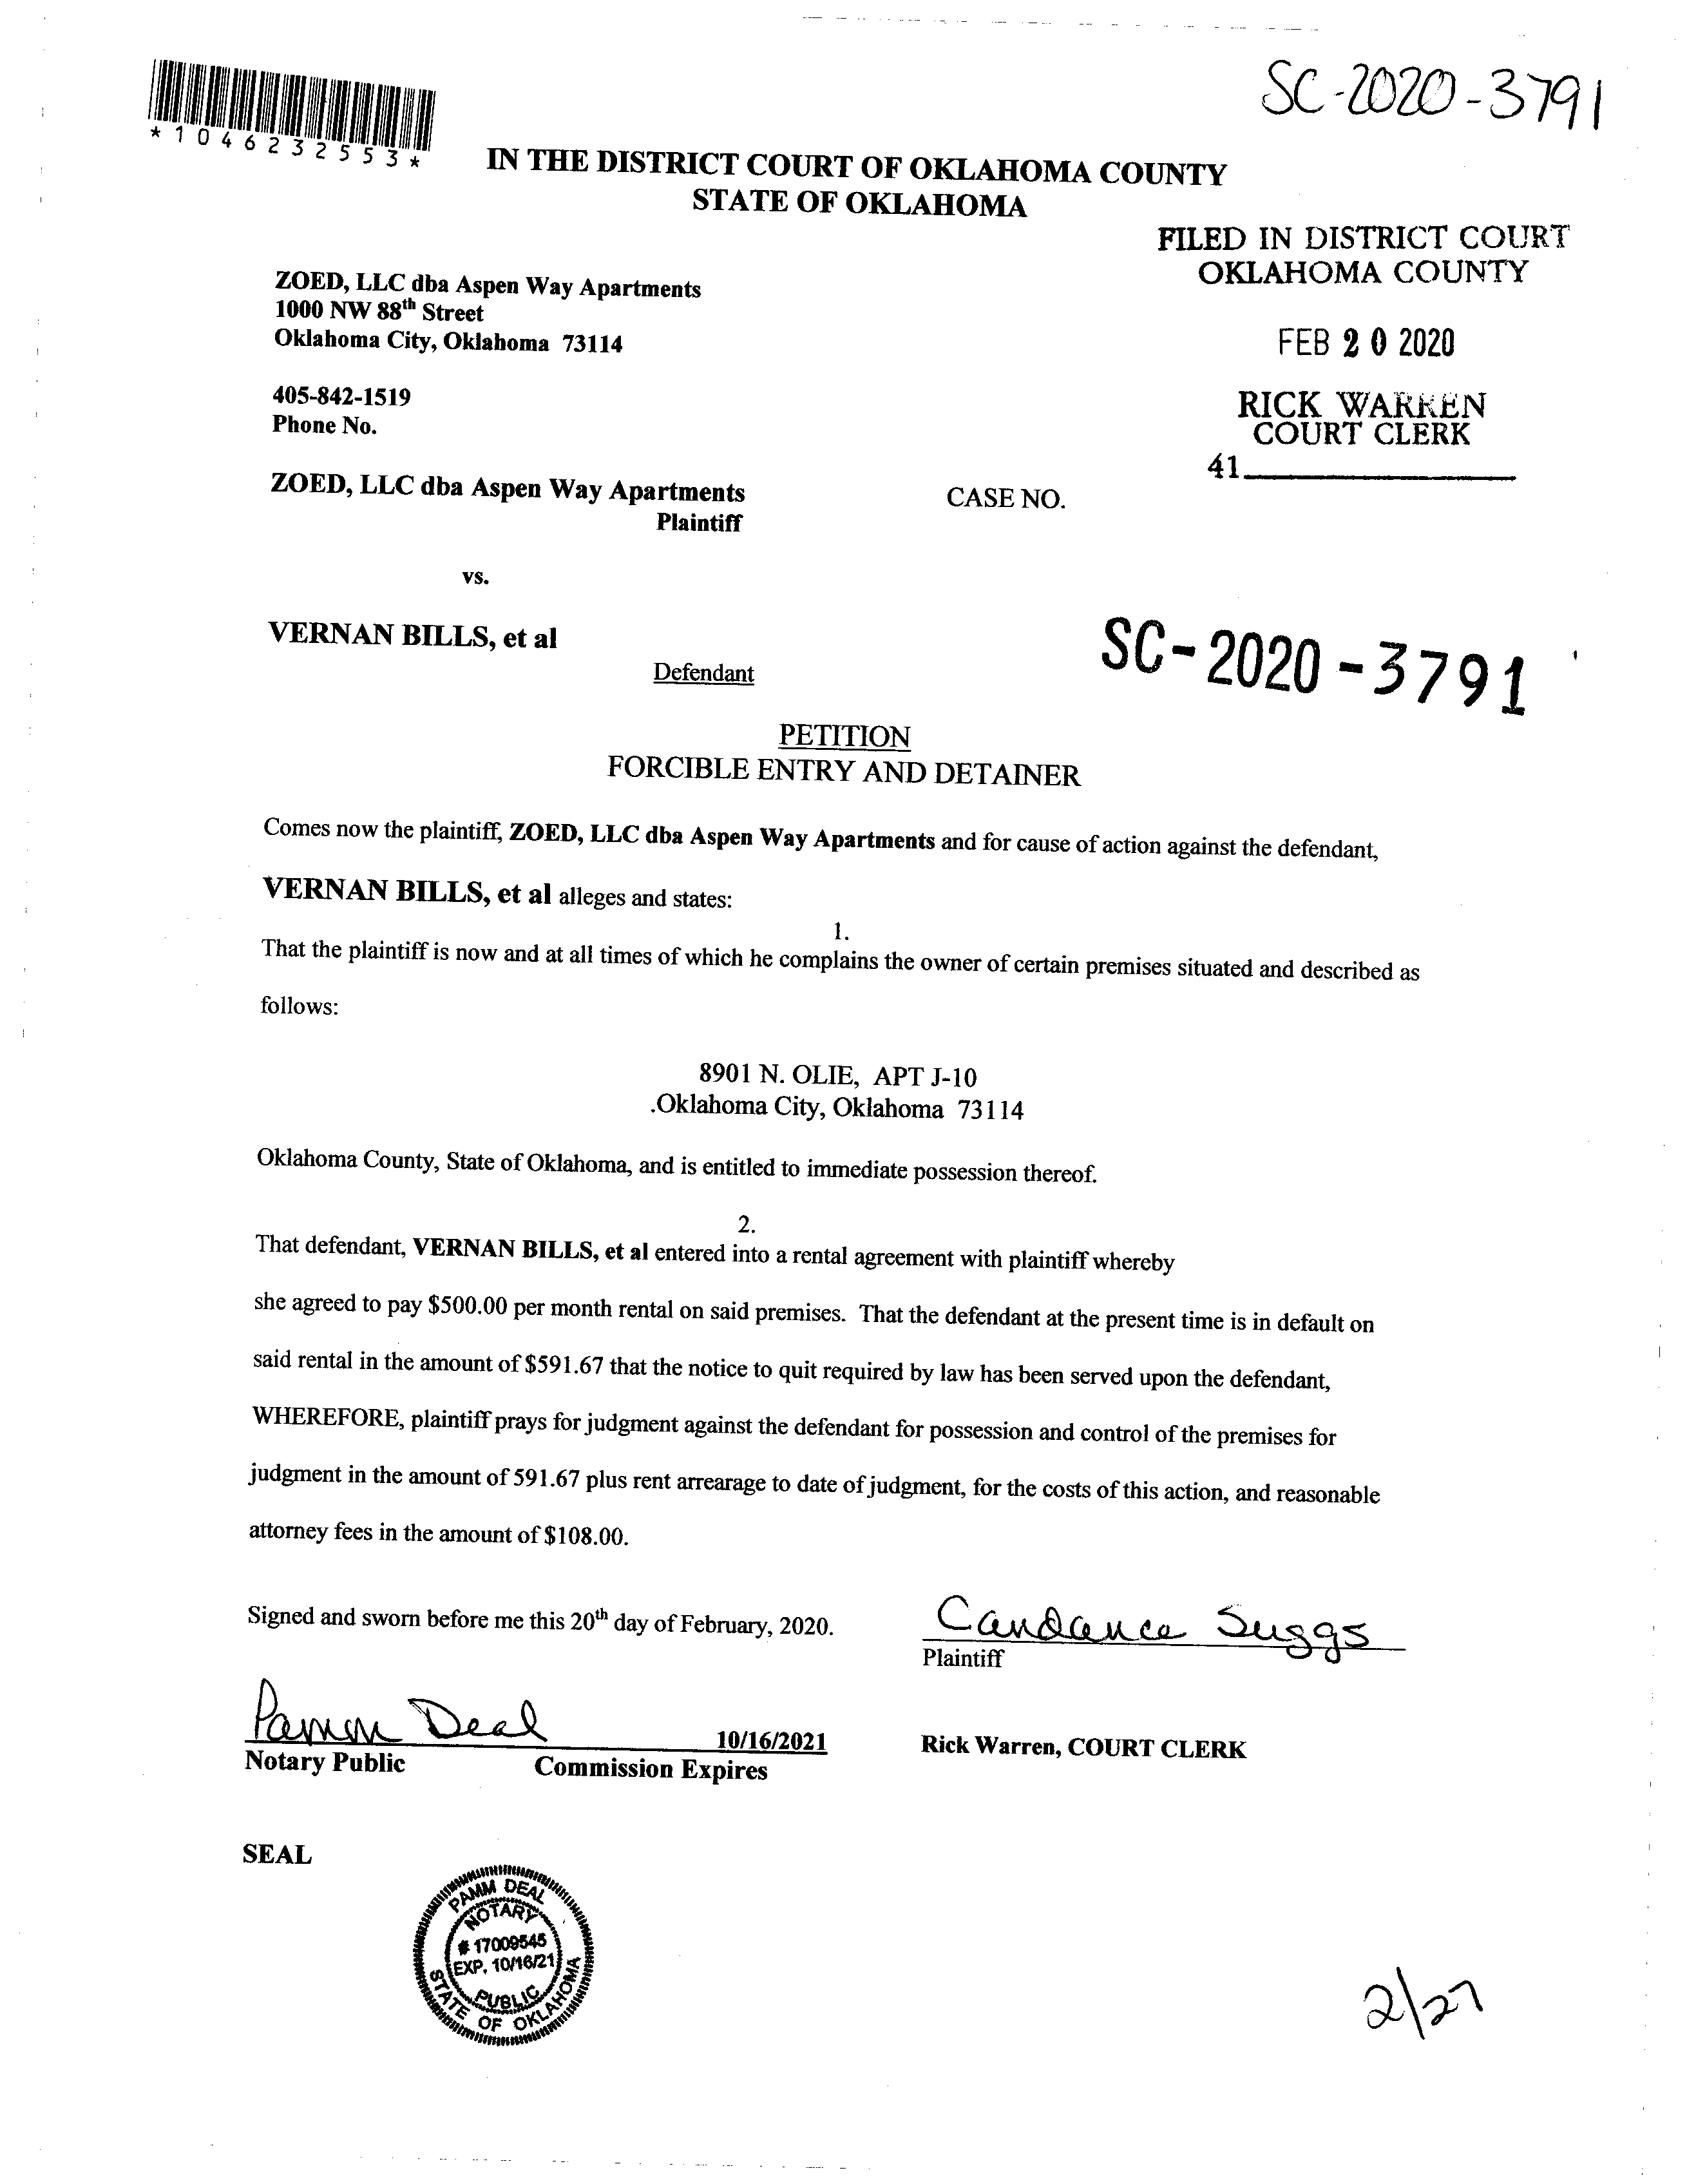 SC-2020-3791
*1046232553*
IN THE DISTRICT COURT OF OKLAHOMA COUNTY
STATE OF OKLAHOMA
FILED IN DISTRICT COURT
OKLAHOMA COUNTY
ZOED, LLC dba Aspen Way Apartments
1000 NW 88th Street
Oklahoma City, Oklahoma 73114
FEB 20 2020
405-842-1519
Phone No.
RICK WARREN
COURT CLERK
41
ZOED, LLC dba Aspen Way Apartments
CASE NO.
Plaintiff
vs.
VERNAN BILLS, et al
Defendant
SC-2020-3791
PETITION
FORCIBLE ENTRY AND DETAINER
Comes now the plaintiff, ZOED, LLC dba Aspen Way Apartments and for cause of action against the defendant,
VERNAN BILLS, et al alleges and states:
1.
That the plaintiff is now and at all times of which he complains the owner of certain premises situated and described as
follows:
8901 N. OLIE, APT J-10
.Oklahoma City, Oklahoma 73114
Oklahoma County, State of Oklahoma, and is entitled to immediate possession thereof.
2.
That defendant, VERNAN BILLS, et al entered into a rental agreement with plaintiff whereby
she agreed to pay $500.00 per month rental on said premises. That the defendant at the present time is in default on
said rental in the amount of $591.67 that the notice to quit required by law has been served upon the defendant,
WHEREFORE, plaintiff prays for judgment against the defendant for possession and control of the premises for
judgment in the amount of 591.67 plus rent arrearage to date of judgment, for the costs of this action, and reasonable
attorney fees in the amount of $108.00.
Signed and sworn before me this 20th day of February, 2020.
Candance Suggs
Plaintiff
Pamm Deal
10/16/2021
Notary Public
Commission Expires
Rick Warren, COURT CLERK
SEAL
PAMM DEAL
NOTARY
# 17009545
EXP. 10/16/21
PUBLIC
STATE OF OKLAHOMA
2/27